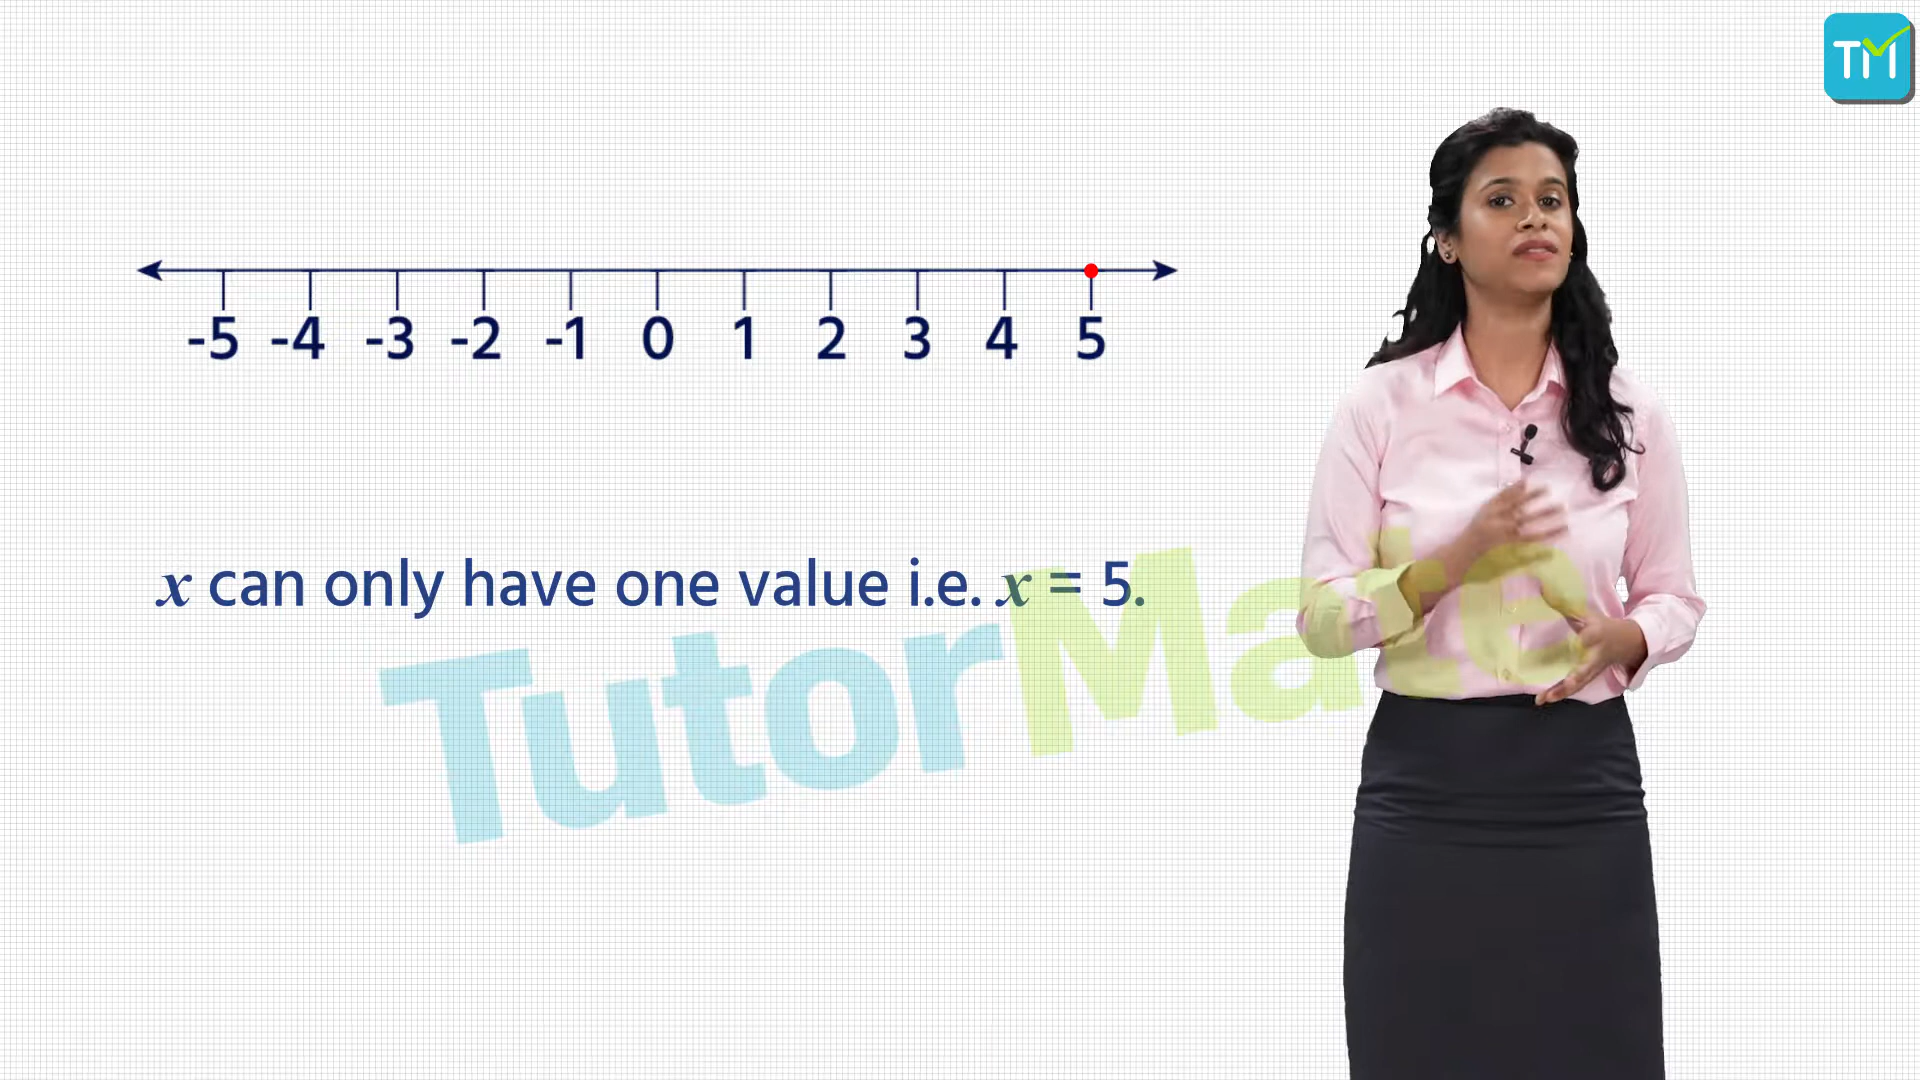 TM
-5 -4 -3 -2 -1 0 1 2 3 4 5
x can only have one value i.e. x = 5.
TutorMate